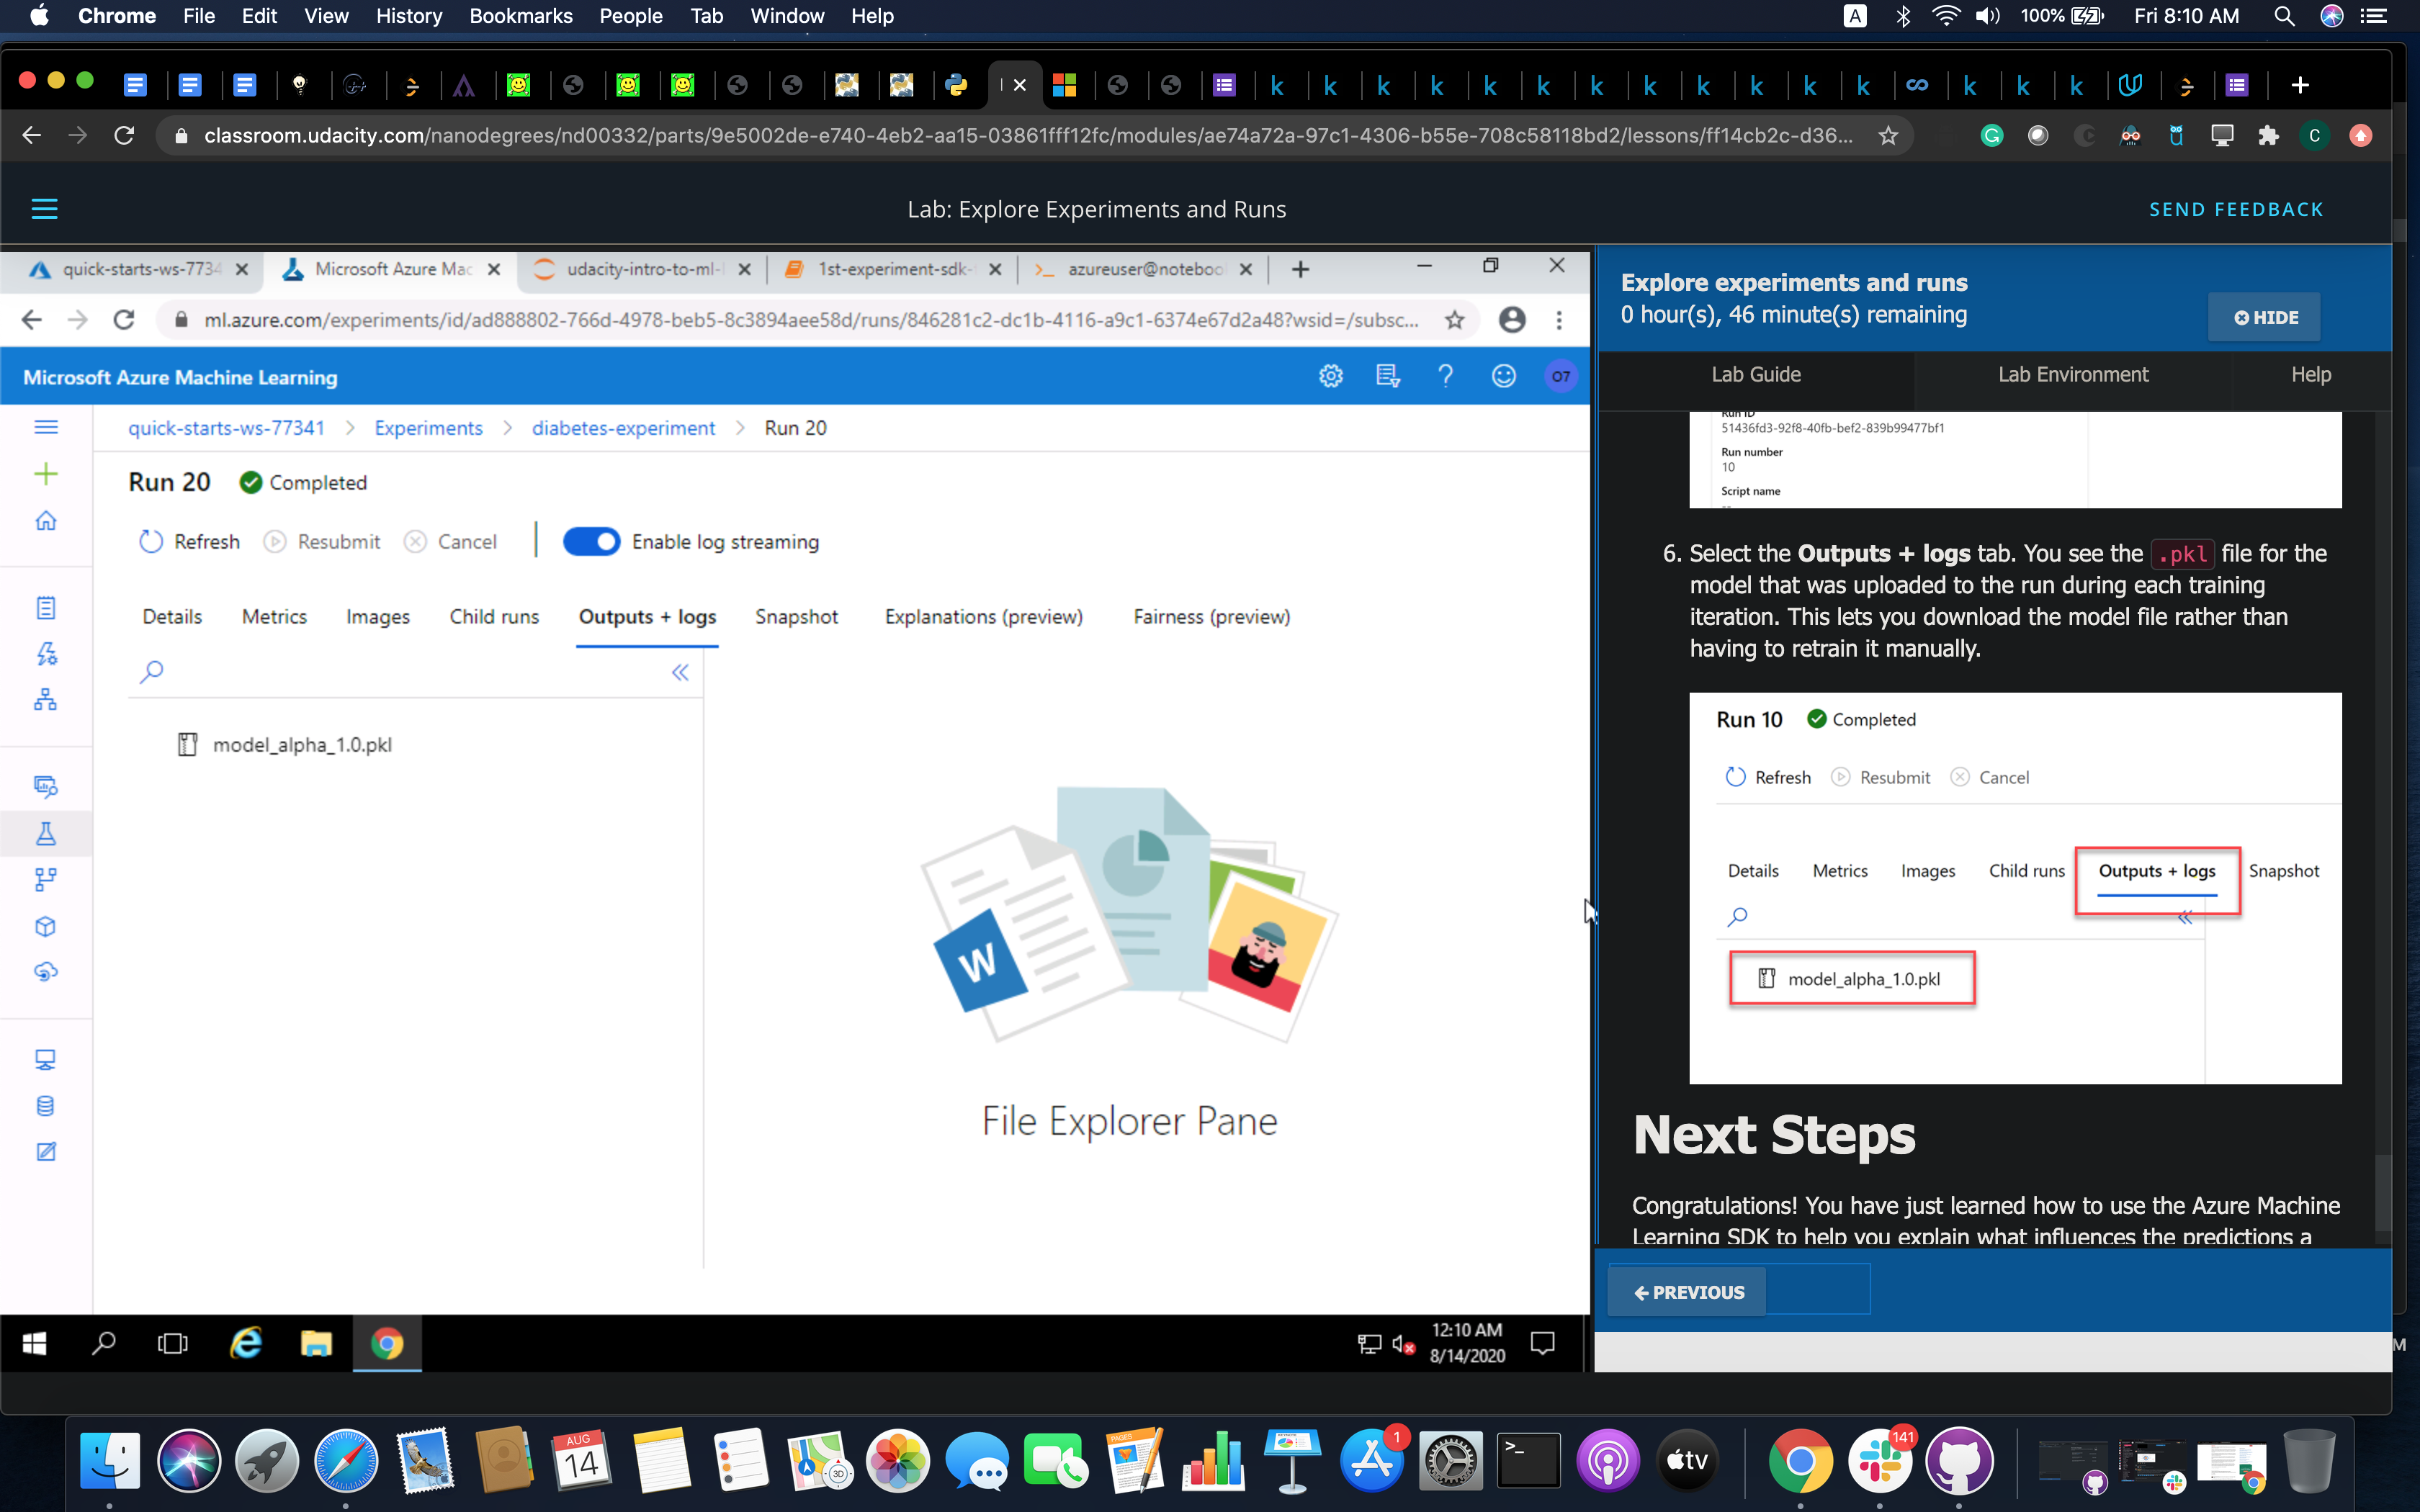 Chrome File Edit View History Bookmarks People Tab Window Help
A 100% Fri 8:10 AM
classroom.udacity.com/nanodegrees/nd00332/parts/9e5002de-e740-4eb2-aa15-03861fff12fc/modules/ae74a72a-97c1-4306-b55e-708c58118bd2/lessons/ff14cb2c-d36...
Lab: Explore Experiments and Runs
SEND FEEDBACK
quick-starts-ws-7734
Microsoft Azure Mac
udacity-intro-to-ml-
1st-experiment-sdk-
azureuser@noteboo
ml.azure.com/experiments/id/ad888802-766d-4978-beb5-8c3894aee58d/runs/846281c2-dc1b-4116-a9c1-6374e67d2a48?wsid=/subsc...
Microsoft Azure Machine Learning
O7
quick-starts-ws-77341 > Experiments > diabetes-experiment > Run 20
Run 20 Completed
Refresh Resubmit Cancel Enable log streaming
Details Metrics Images Child runs Outputs + logs Snapshot Explanations (preview) Fairness (preview)
model_alpha_1.0.pkl
W
File Explorer Pane
12:10 AM
8/14/2020
Explore experiments and runs
0 hour(s), 46 minute(s) remaining
HIDE
Lab Guide Lab Environment Help
Run ID
51436fd3-92f8-40fb-bef2-839b99477bf1
Run number
10
Script name
6. Select the Outputs + logs tab. You see the .pkl file for the
model that was uploaded to the run during each training
iteration. This lets you download the model file rather than
having to retrain it manually.
Run 10 Completed
Refresh Resubmit Cancel
Details Metrics Images Child runs Outputs + logs Snapshot
model_alpha_1.0.pkl
Next Steps
Congratulations! You have just learned how to use the Azure Machine
Learning SDK to help you explain what influences the predictions a
PREVIOUS
M
AUG
14
3D
PAGES
1
tv
141